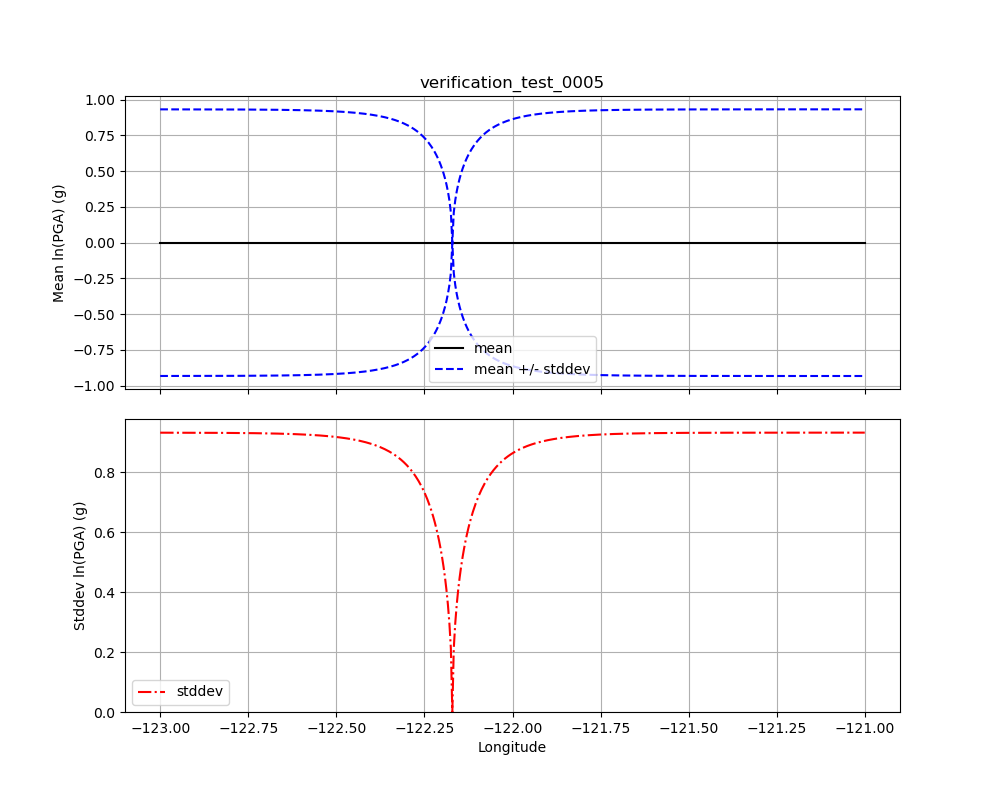 verification_test_0005
1.00
0.75
0.50
0.25
0.00
−0.25
−0.50
−0.75
−1.00
Mean ln(PGA) (g)
mean
mean +/- stddev
0.8
0.6
0.4
0.2
0.0
Stddev ln(PGA) (g)
stddev
−123.00 −122.75 −122.50 −122.25 −122.00 −121.75 −121.50 −121.25 −121.00
Longitude